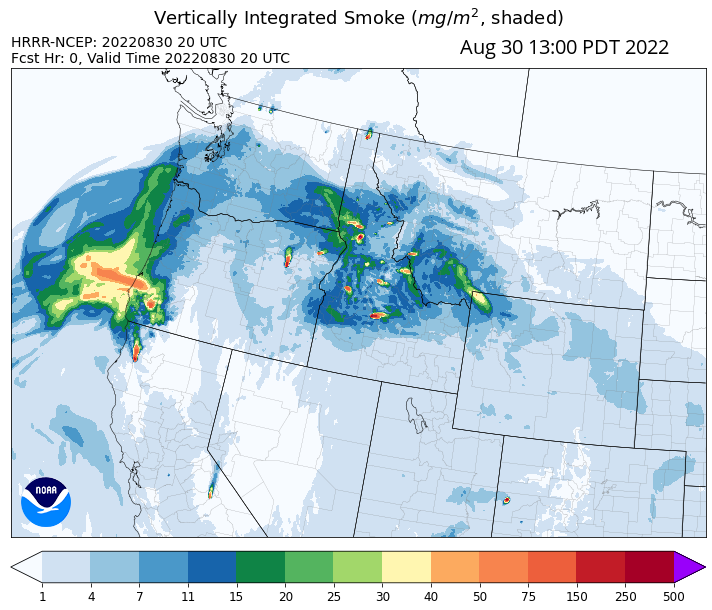 Vertically Integrated Smoke (mg/m², shaded)
HRRR-NCEP: 20220830 20 UTC
Aug 30 13:00 PDT 2022
Fcst Hr: 0, Valid Time 20220830 20 UTC
NOAA
1 4 7 11 15 20 25 30 40 50 75 150 250 500